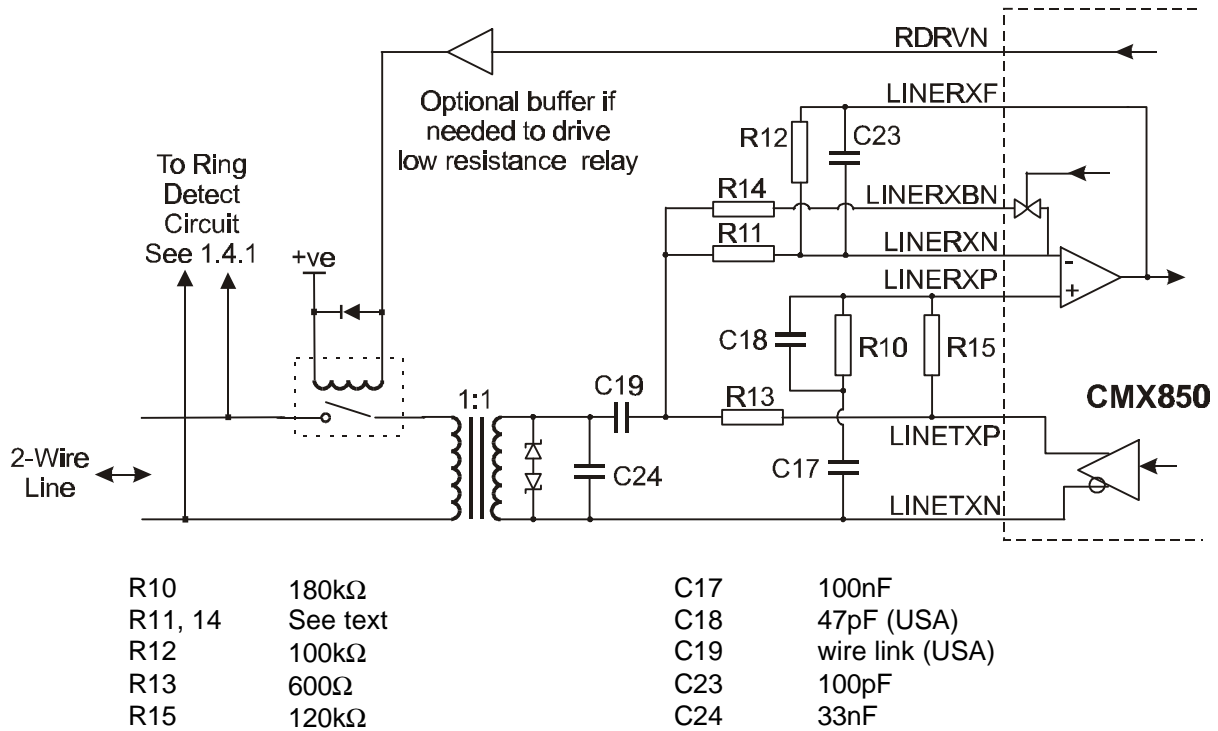 RDRVN
Optional buffer if
needed to drive
low resistance relay
LINERXF
R12
C23
To Ring
Detect
Circuit
See 1.4.1
R14
LINERXBN
R11
LINERXN
+ve
LINERXP
-
+
C18
R10
R15
C19
1:1
R13
CMX850
LINETXP
2-Wire
Line
C24
C17
LINETXN
R10 180kΩ C17 100nF
R11, 14 See text C18 47pF (USA)
R12 100kΩ C19 wire link (USA)
R13 600Ω C23 100pF
R15 120kΩ C24 33nF